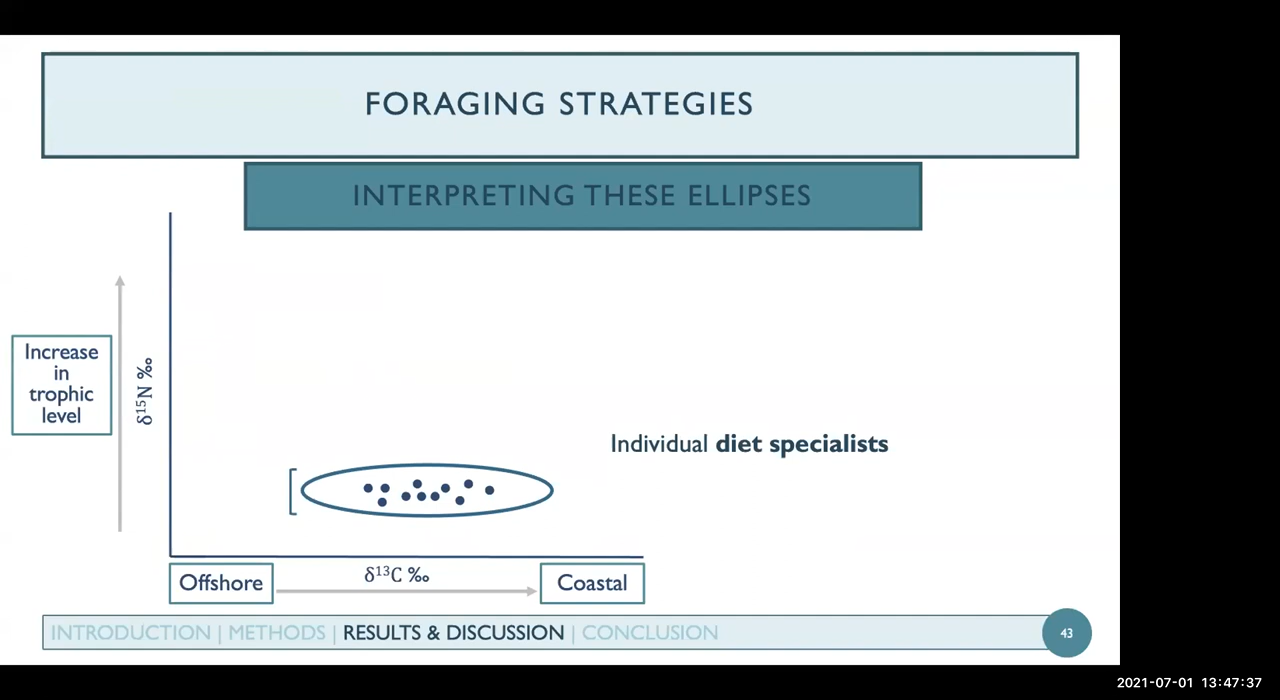 FORAGING STRATEGIES
INTERPRETING THESE ELLIPSES
Increase
in
trophic
level
δ¹⁵N ‰
Individual diet specialists
δ¹³C ‰
Offshore
Coastal
INTRODUCTION | METHODS | RESULTS & DISCUSSION | CONCLUSION
43
2021-07-01 13:47:37